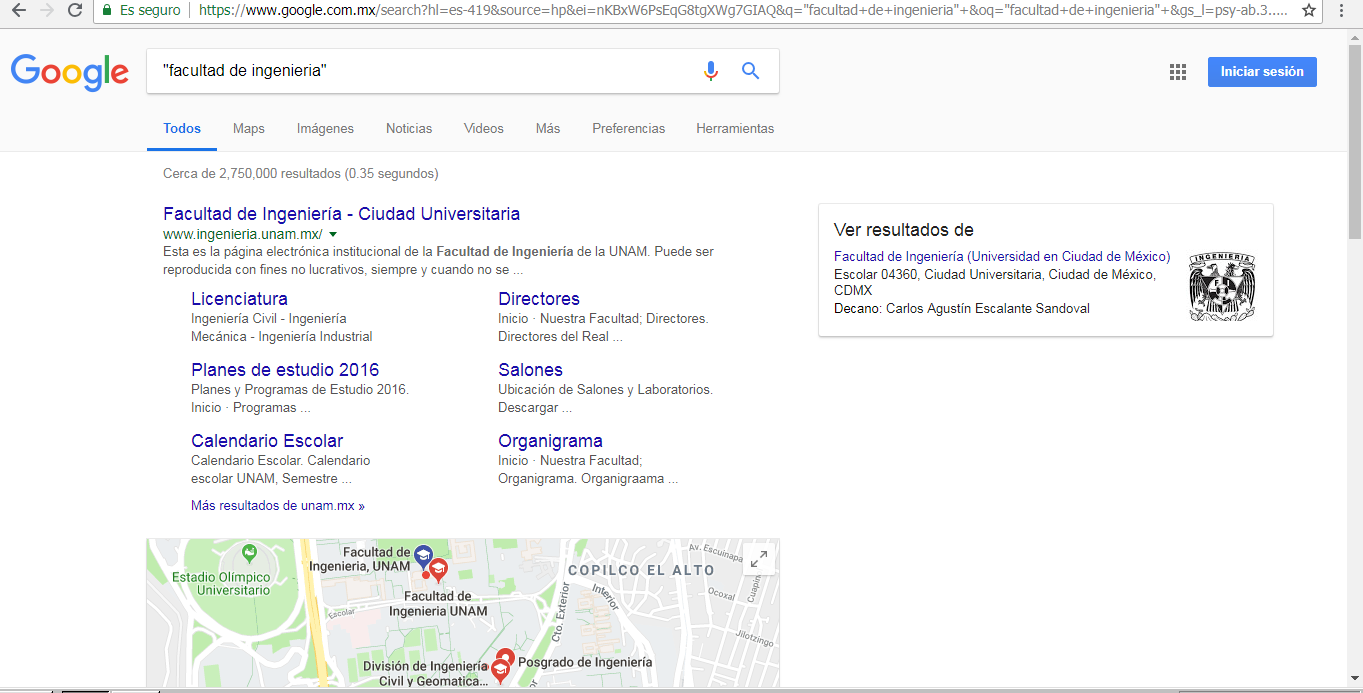 Es seguro
https://www.google.com.mx/search?hl=es-419&source=hp&ei=nKBxW6PsEqG8tgXWg7GIAQ&q="facultad+de+ingenieria"+&oq="facultad+de+ingenieria"+&gs_l=psy-ab.3.....
Google
"facultad de ingenieria"
Iniciar sesión
Todos Maps Imágenes Noticias Videos Más Preferencias Herramientas
Cerca de 2,750,000 resultados (0.35 segundos)
Facultad de Ingeniería - Ciudad Universitaria
www.ingenieria.unam.mx/
Esta es la página electrónica institucional de la Facultad de Ingeniería de la UNAM. Puede ser
reproducida con fines no lucrativos, siempre y cuando no se ...
Licenciatura
Ingeniería Civil - Ingeniería
Mecánica - Ingeniería Industrial
Directores
Inicio · Nuestra Facultad; Directores.
Directores del Real ...
Planes de estudio 2016
Planes y Programas de Estudio 2016.
Inicio · Programas ...
Salones
Ubicación de Salones y Laboratorios.
Descargar ...
Calendario Escolar
Calendario Escolar. Calendario
escolar UNAM, Semestre ...
Organigrama
Inicio · Nuestra Facultad;
Organigrama. Organigraama ...
Más resultados de unam.mx »
Ver resultados de
Facultad de Ingeniería (Universidad en Ciudad de México)
Escolar 04360, Ciudad Universitaria, Ciudad de México,
CDMX
Decano: Carlos Agustín Escalante Sandoval
INGENIERIA
Estadio Olímpico
Universitario
Facultad de
Ingenieria, UNAM
Facultad de
Ingenieria UNAM
Escolar
COPILCO EL ALTO
Av. Escuinapa
Cuapin
Ocoxal
Jilotzingo
Interior
Cto. Exterior
División de Ingeniería
Civil y Geomatica...
Posgrado de Ingeniería